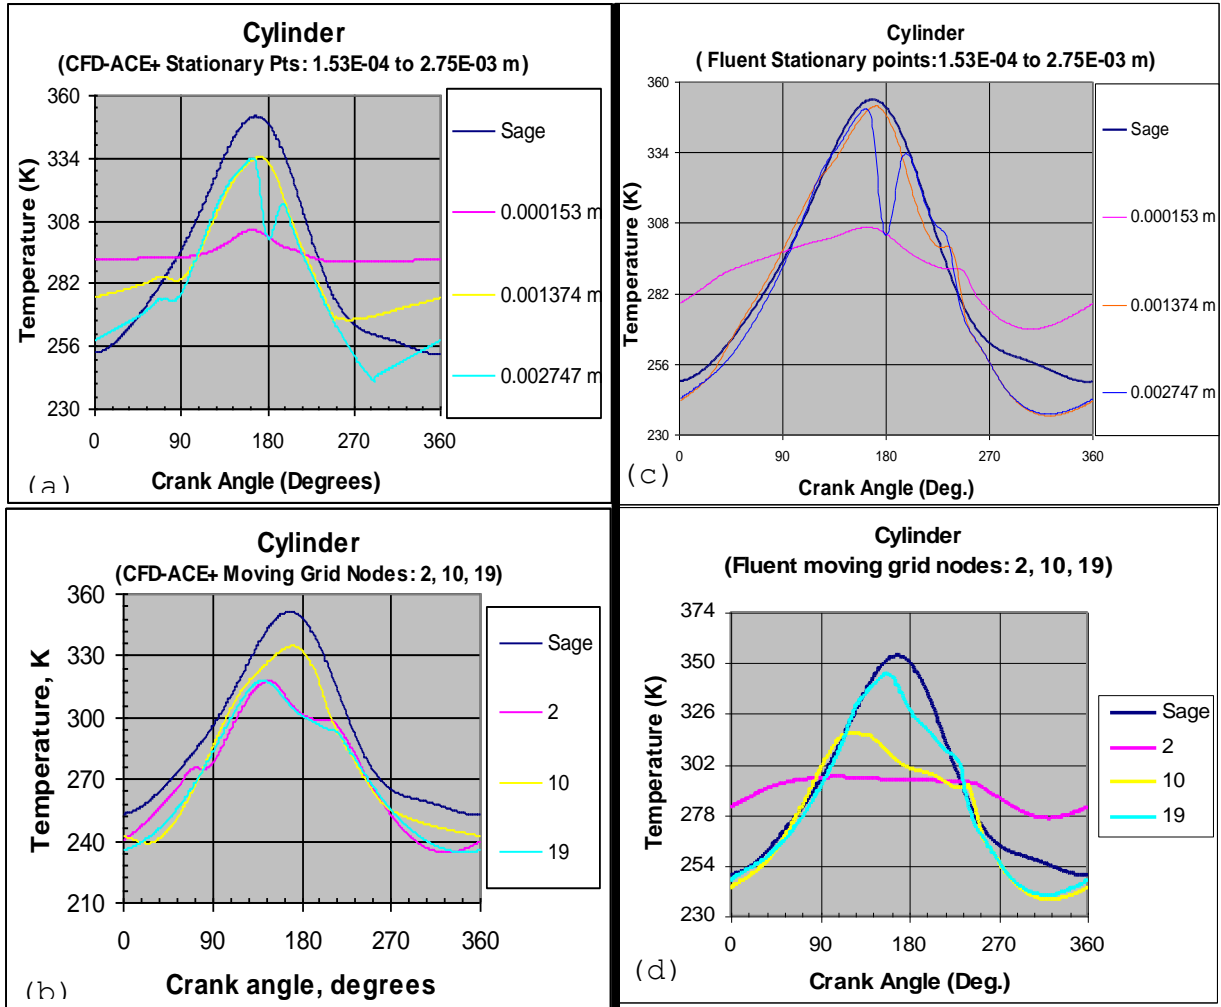 Cylinder
(CFD-ACE+ Stationary Pts: 1.53E-04 to 2.75E-03 m)
Temperature (K)
360
334
308
282
256
230
0 90 180 270 360
Crank Angle (Degrees)
Sage
0.000153 m
0.001374 m
0.002747 m
(a)
Cylinder
( Fluent Stationary points:1.53E-04 to 2.75E-03 m)
Temperature (K)
360
334
308
282
256
230
0 90 180 270 360
Crank Angle (Deg.)
Sage
0.000153 m
0.001374 m
0.002747 m
(c)
Cylinder
(CFD-ACE+ Moving Grid Nodes: 2, 10, 19)
Temperature, K
360
330
300
270
240
210
0 90 180 270 360
Crank angle, degrees
Sage
2
10
19
(b)
Cylinder
(Fluent moving grid nodes: 2, 10, 19)
Temperature (K)
374
350
326
302
278
254
230
0 90 180 270 360
Crank Angle (Deg.)
Sage
2
10
19
(d)